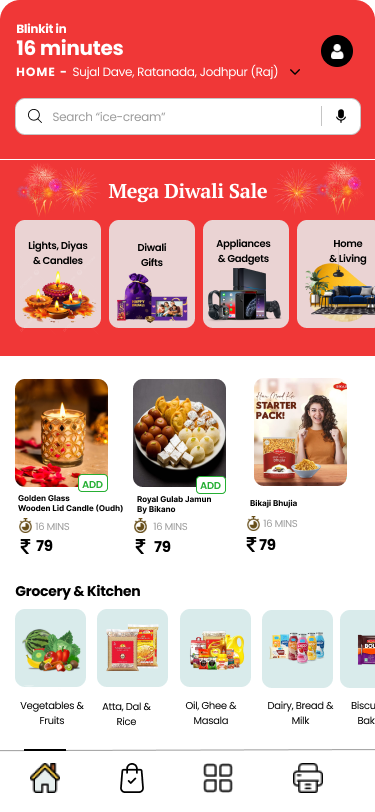 Blinkit in
16 minutes
HOME - Sujal Dave, Ratanada, Jodhpur (Raj)
Search “ice-cream”
Mega Diwali Sale
Lights, Diyas
& Candles
Diwali
Gifts
Appliances
& Gadgets
Home
& Living
STARTER
PACK!
ADD
ADD
Golden Glass
Wooden Lid Candle (Oudh)
Royal Gulab Jamun
By Bikano
Bikaji Bhujia
16 MINS
16 MINS
16 MINS
₹ 79
₹ 79
₹ 79
Grocery & Kitchen
Vegetables &
Fruits
Atta, Dal &
Rice
Oil, Ghee &
Masala
Dairy, Bread &
Milk
Biscu
Bak